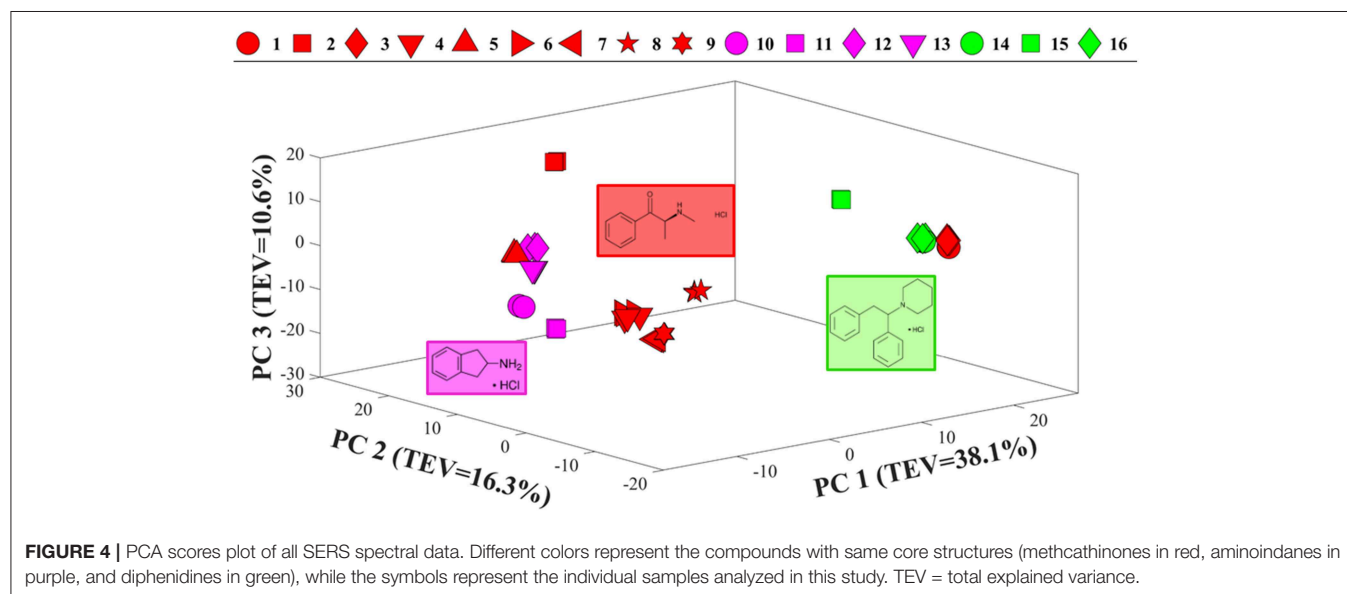 1 2 3 4 5 6 7 8 9 10 11 12 13 14 15 16
PC 3 (TEV=10.6%)
20
10
0
-10
-20
-30
30
20
10
0
-10
-20
PC 2 (TEV=16.3%)
-10
0
10
20
PC 1 (TEV=38.1%)
O
H
N
HCl
NH2
• HCl
N
• HCl
FIGURE 4 | PCA scores plot of all SERS spectral data. Different colors represent the compounds with same core structures (methcathinones in red, aminoindanes in
purple, and diphenidines in green), while the symbols represent the individual samples analyzed in this study. TEV = total explained variance.